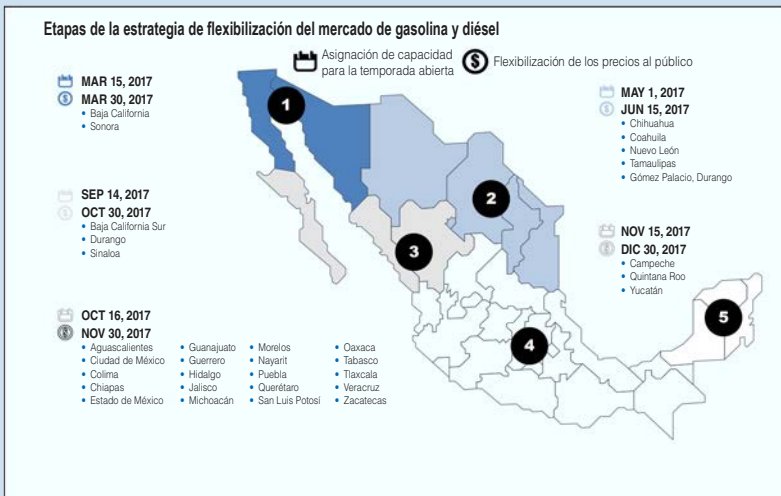 Etapas de la estrategia de flexibilización del mercado de gasolina y diésel
Asignación de capacidad
para la temporada abierta
Flexibilización de los precios al público
MAR 15, 2017
MAR 30, 2017
• Baja California
• Sonora
1
MAY 1, 2017
JUN 15, 2017
• Chihuahua
• Coahuila
• Nuevo León
• Tamaulipas
• Gómez Palacio, Durango
2
SEP 14, 2017
OCT 30, 2017
• Baja California Sur
• Durango
• Sinaloa
3
NOV 15, 2017
DIC 30, 2017
• Campeche
• Quintana Roo
• Yucatán
5
OCT 16, 2017
NOV 30, 2017
• Aguascalientes
• Ciudad de México
• Colima
• Chiapas
• Estado de México
• Guanajuato
• Guerrero
• Hidalgo
• Jalisco
• Michoacán
• Morelos
• Nayarit
• Puebla
• Querétaro
• San Luis Potosí
• Oaxaca
• Tabasco
• Tlaxcala
• Veracruz
• Zacatecas
4